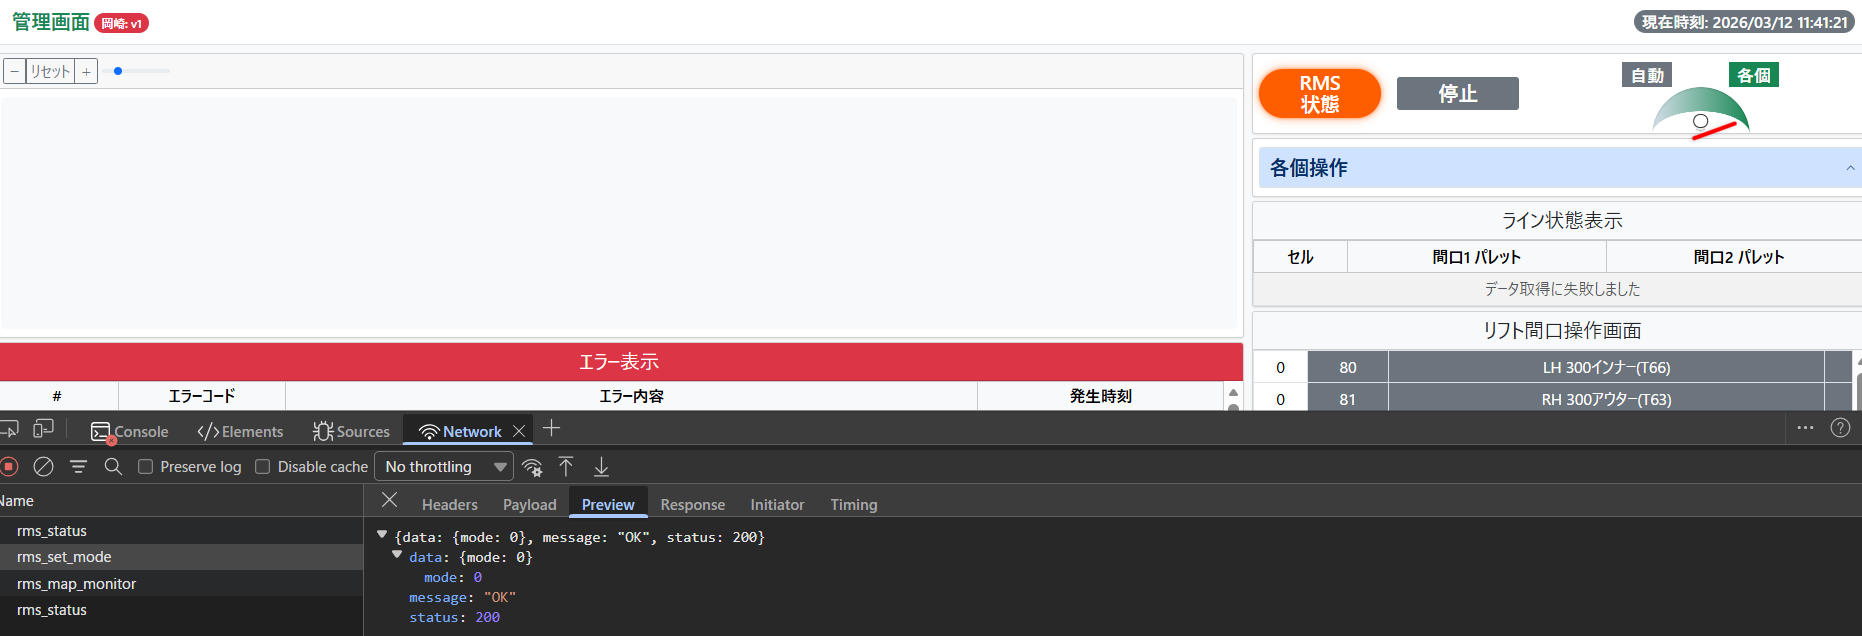 管理画面 岡崎: v1
現在時刻: 2026/03/12 11:41:21
− リセット +
RMS
状態
停止
自動
各個
各個操作
ライン状態表示
セル 間口1 パレット 間口2 パレット
データ取得に失敗しました
リフト間口操作画面
0 80 LH 300インナー(T66)
0 81 RH 300アウター(T63)
エラー表示
# エラーコード エラー内容 発生時刻
Console Elements Sources Network
Preserve log Disable cache No throttling
Name
rms_status
rms_set_mode
rms_map_monitor
rms_status
Headers Payload Preview Response Initiator Timing
{data: {mode: 0}, message: "OK", status: 200}
data: {mode: 0}
mode: 0
message: "OK"
status: 200